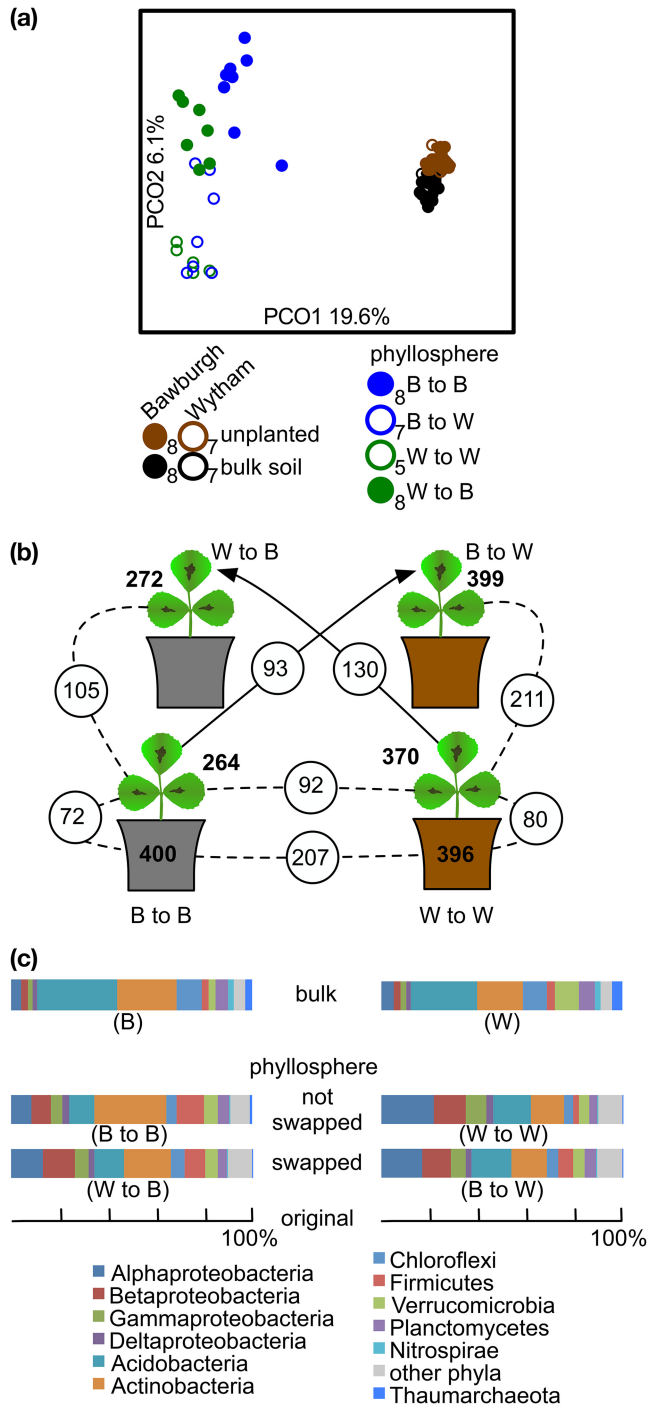 (a)
PCO2 6.1%
PCO1 19.6%
Bawburgh
Wytham
8 7 unplanted
8 7 bulk soil
phyllosphere
8 B to B
7 B to W
5 W to W
8 W to B
(b)
W to B
B to W
272
399
93
130
105
211
264
370
92
72
80
400
207
396
B to B
W to W
(c)
bulk
(B)
(W)
phyllosphere
not
swapped
(B to B)
(W to W)
swapped
(W to B)
(B to W)
original
100%
100%
Alphaproteobacteria
Betaproteobacteria
Gammaproteobacteria
Deltaproteobacteria
Acidobacteria
Actinobacteria
Chloroflexi
Firmicutes
Verrucomicrobia
Planctomycetes
Nitrospirae
other phyla
Thaumarchaeota